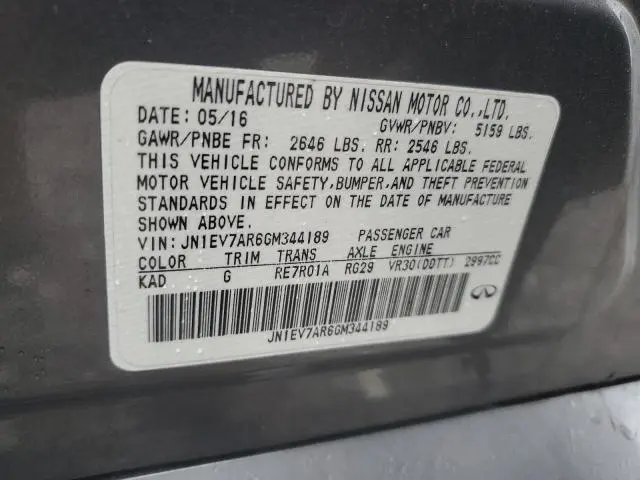 MANUFACTURED BY NISSAN MOTOR CO.,LTD.
DATE: 05/16 GVWR/PNBV: 5159 LBS.
GAWR/PNBE FR: 2646 LBS. RR: 2546 LBS.
THIS VEHICLE CONFORMS TO ALL APPLICABLE FEDERAL
MOTOR VEHICLE SAFETY,BUMPER,AND THEFT PREVENTION
STANDARDS IN EFFECT ON THE DATE OF MANUFACTURE
SHOWN ABOVE.
VIN: JN1EV7AR6GM344189 PASSENGER CAR
COLOR TRIM TRANS AXLE ENGINE
KAD G RE7R01A RG29 VR30(DDTT) 2997CC
JN1EV7AR6GM344189